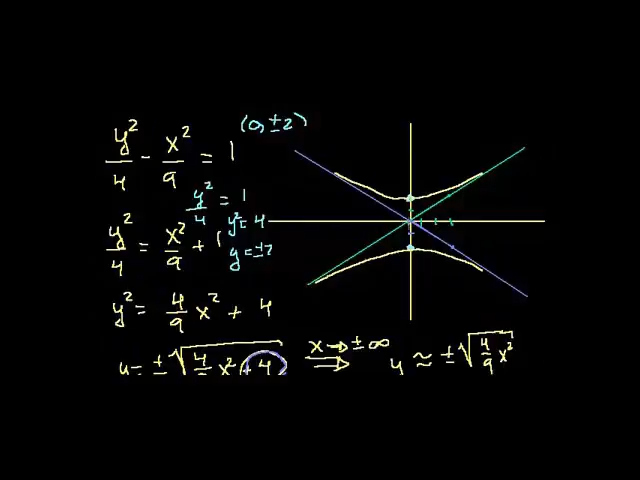 y²/4 - x²/9 = 1
(0, ±2)
y²/4 = 1
y² = 4
y = ±2
y²/4 = x²/9 + 1
y² = 4/9 x² + 4
y = ±√(4/9 x² + 4)
x → ±∞
⇒
y ≈ ±√(4/9 x²)